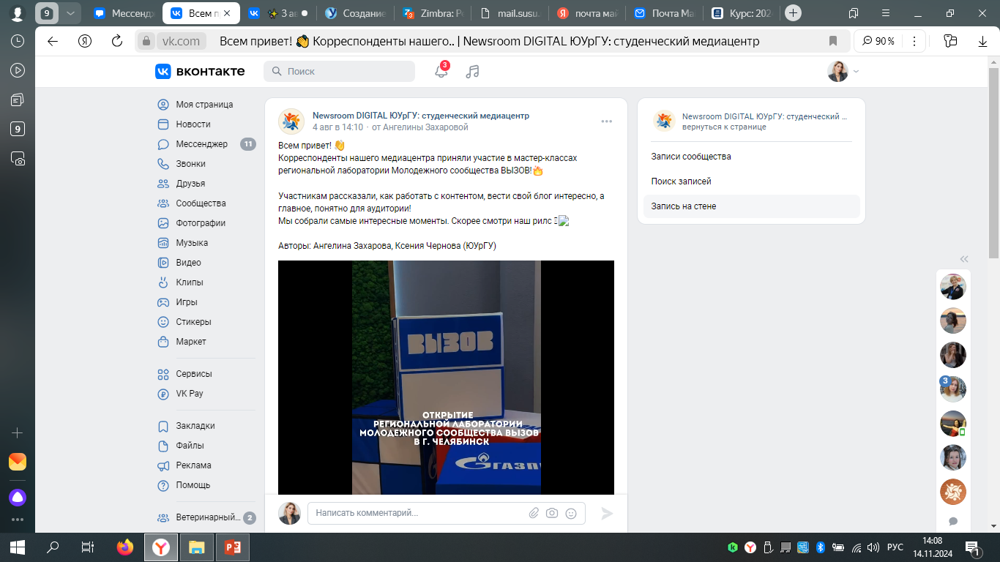 9
Мессендж
Всем п
3 ав
Создание
Zimbra: Р
mail.susu.
почта май
Почта Ма
Курс: 202
vk.com
Всем привет! 👋 Корреспонденты нашего.. | Newsroom DIGITAL ЮУрГУ: студенческий медиацентр
90 %
9
вконтакте
Поиск
3
Моя страница
Новости
Мессенджер 11
Звонки
Друзья
Сообщества
Фотографии
Музыка
Видео
Клипы
Игры
Стикеры
Маркет
Сервисы
VK Pay
Закладки
Файлы
Реклама
Помощь
Ветеринарный... 2
Newsroom DIGITAL ЮУрГУ: студенческий медиацентр
4 авг в 14:10 · от Ангелины Захаровой
Всем привет! 👋
Корреспонденты нашего медиацентра приняли участие в мастер-классах
региональной лаборатории Молодежного сообщества ВЫЗОВ!🔥
Участникам рассказали, как работать с контентом, вести свой блог интересно, а
главное, понятно для аудитории!
Мы собрали самые интересные моменты. Скорее смотри наш рилс
Авторы: Ангелина Захарова, Ксения Чернова (ЮУрГУ)
ВЫЗОВ
ОТКРЫТИЕ
РЕГИОНАЛЬНОЙ ЛАБОРАТОРИИ
МОЛОДЕЖНОГО СООБЩЕСТВА ВЫЗОВ
В Г. ЧЕЛЯБИНСК
ГАЗП
Написать комментарий...
Newsroom DIGITAL ЮУрГУ: студенческий ...
вернуться к странице
Записи сообщества
Поиск записей
Запись на стене
3
РУС
14:08
14.11.2024
1